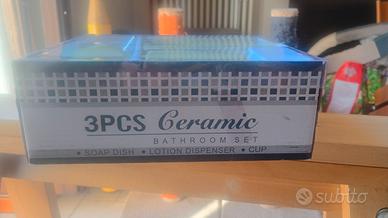 3PCS Ceramic
BATHROOM SET
• SOAP DISH • LOTION DISPENSER • CUP
subito